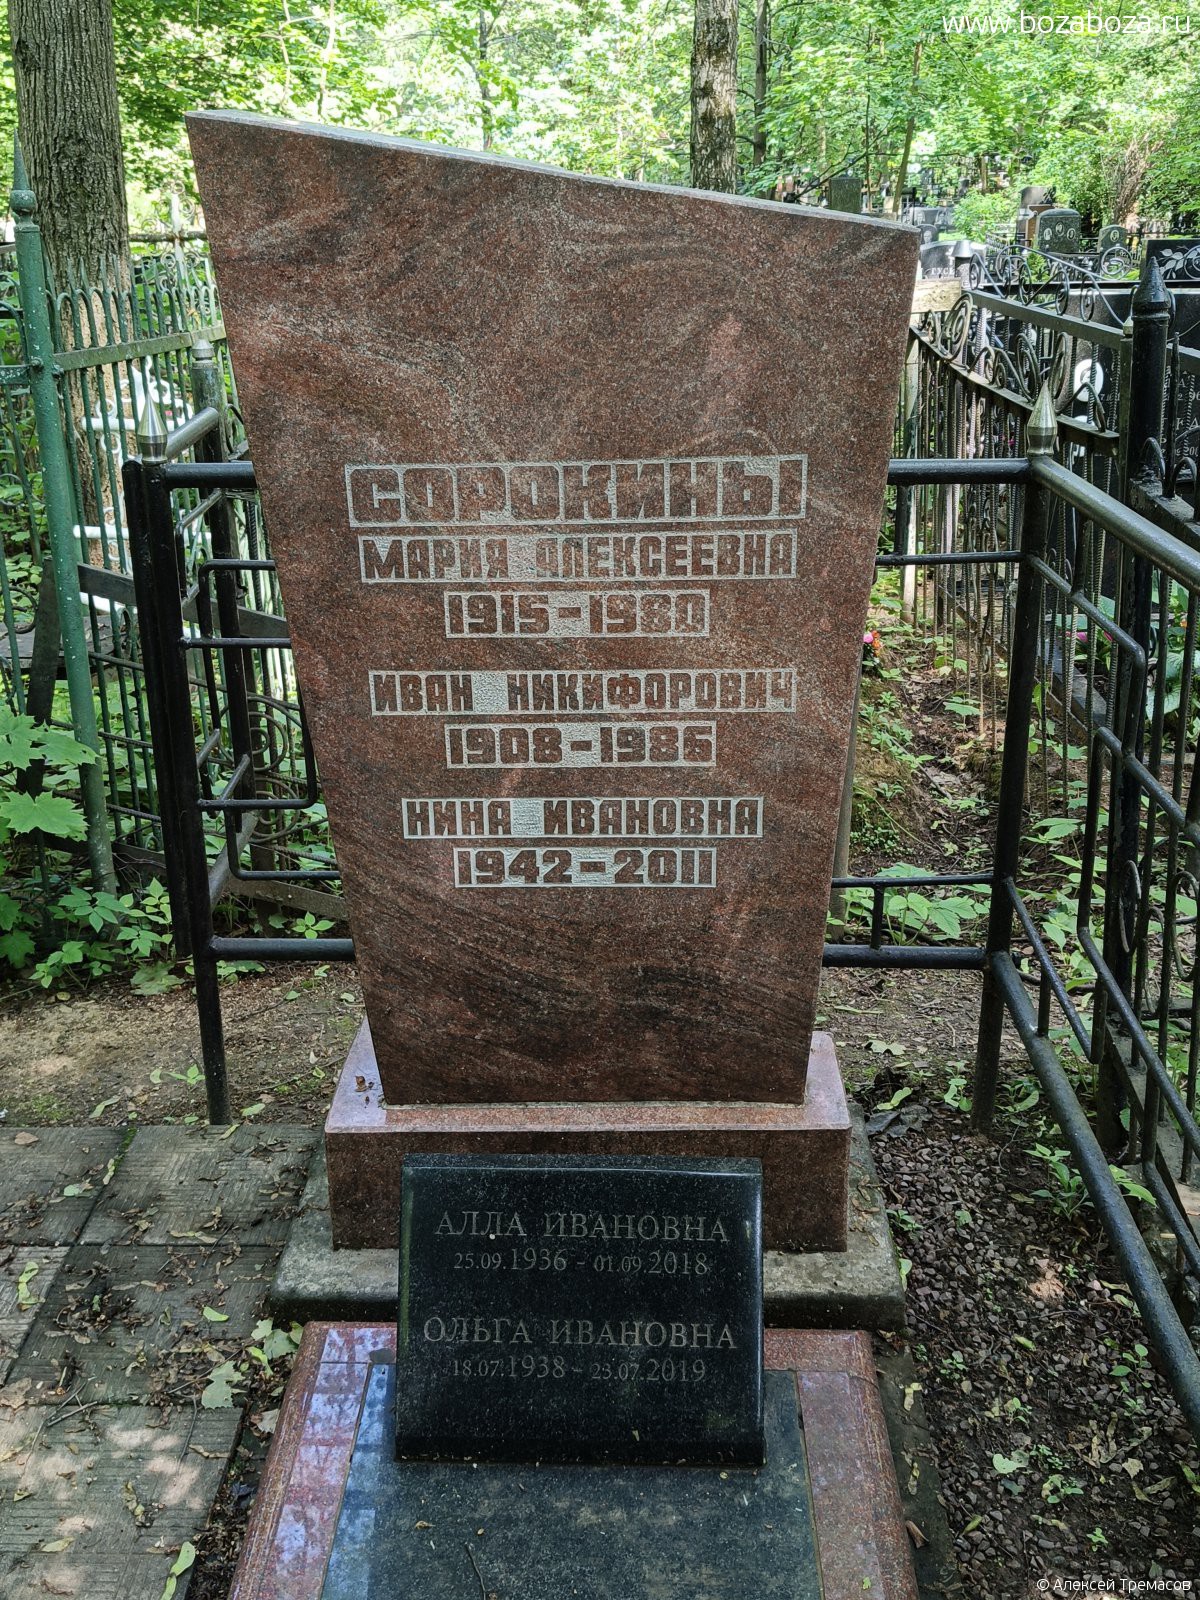 www.bozaboza.ru
СОРОКИНЫ
МАРИЯ АЛЕКСЕЕВНА
1915-1980
ИВАН НИКИФОРОВИЧ
1908-1986
НИНА ИВАНОВНА
1942-2011
АЛЛА ИВАНОВНА
25.09.1936 - 01.09.2018
ОЛЬГА ИВАНОВНА
18.07.1938 - 23.07.2019
© Алексей Тремасов